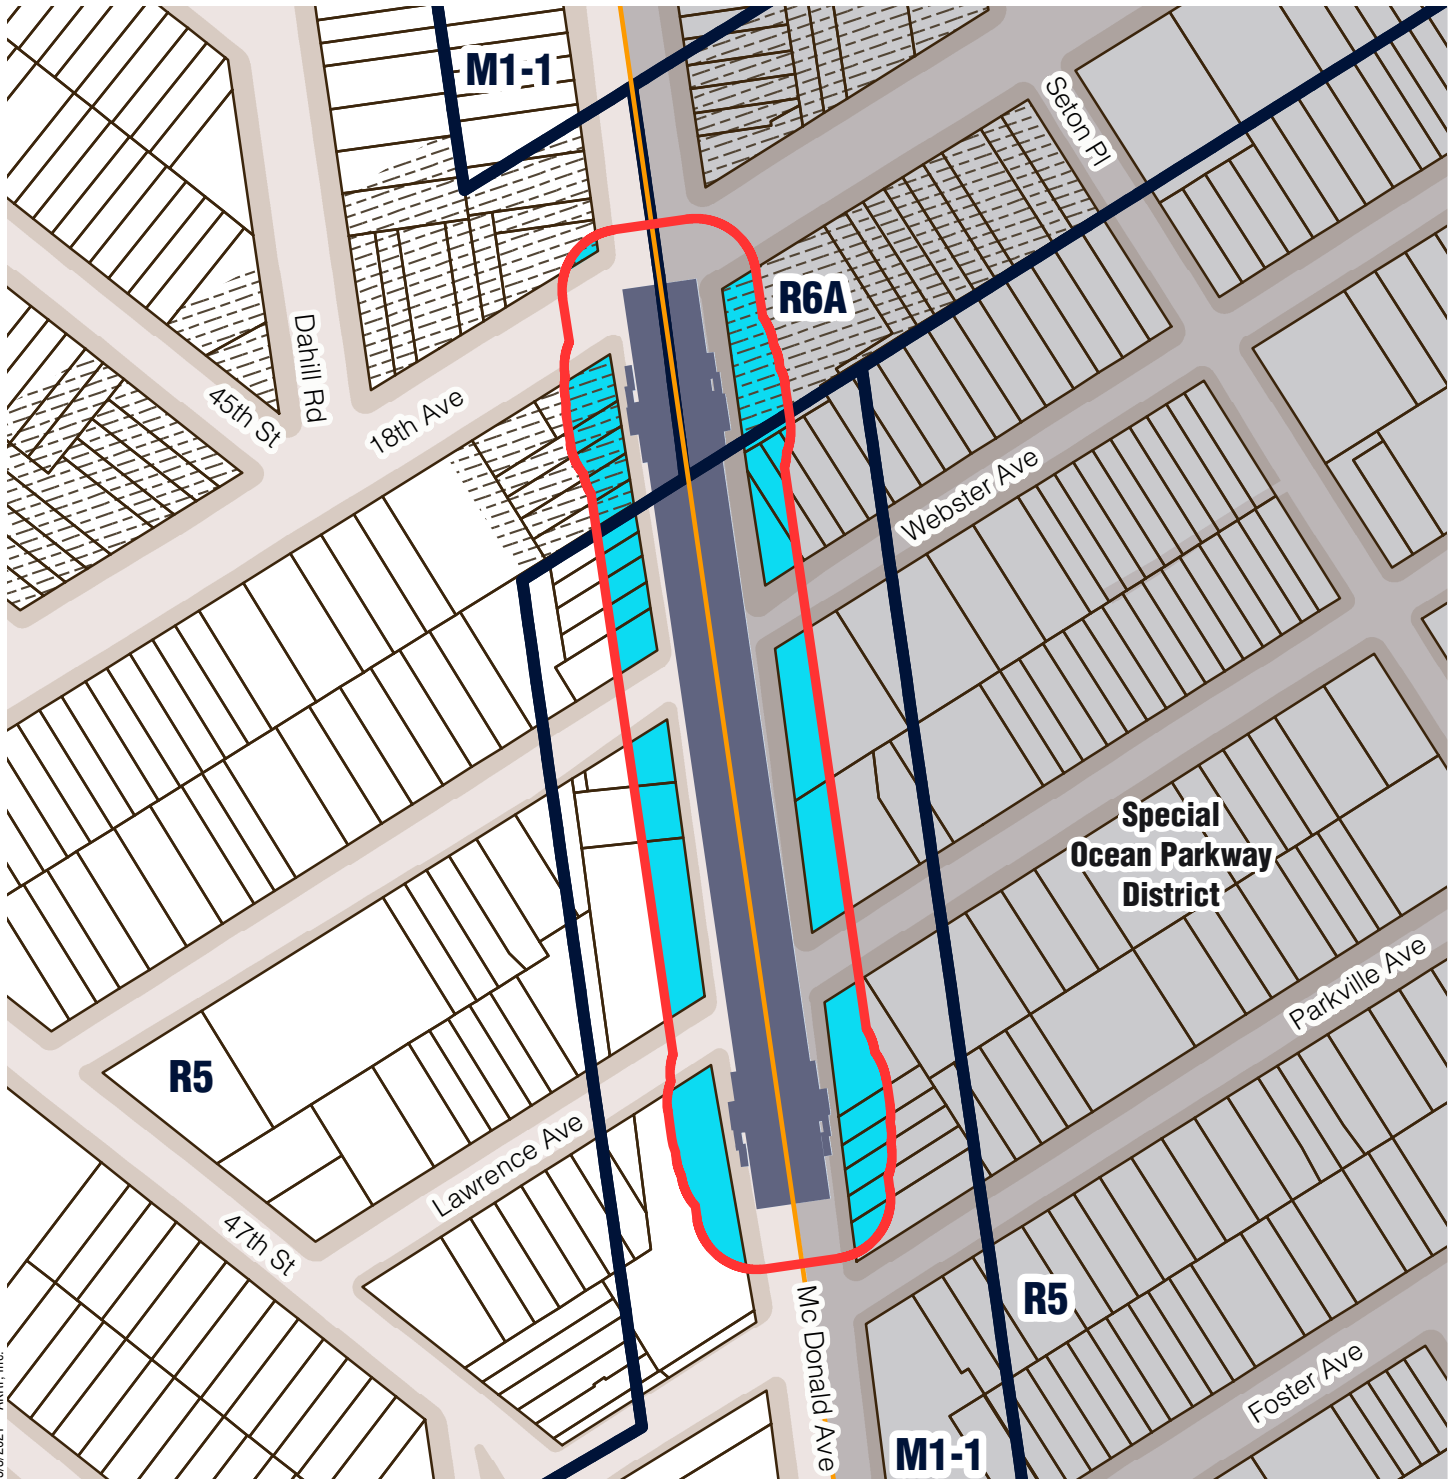 M1-1
Seton Pl
R6A
Dahill Rd
45th St
18th Ave
Webster Ave
Special
Ocean Parkway
District
Parkville Ave
R5
Lawrence Ave
47th St
R5
Mc Donald Ave
Foster Ave
M1-1